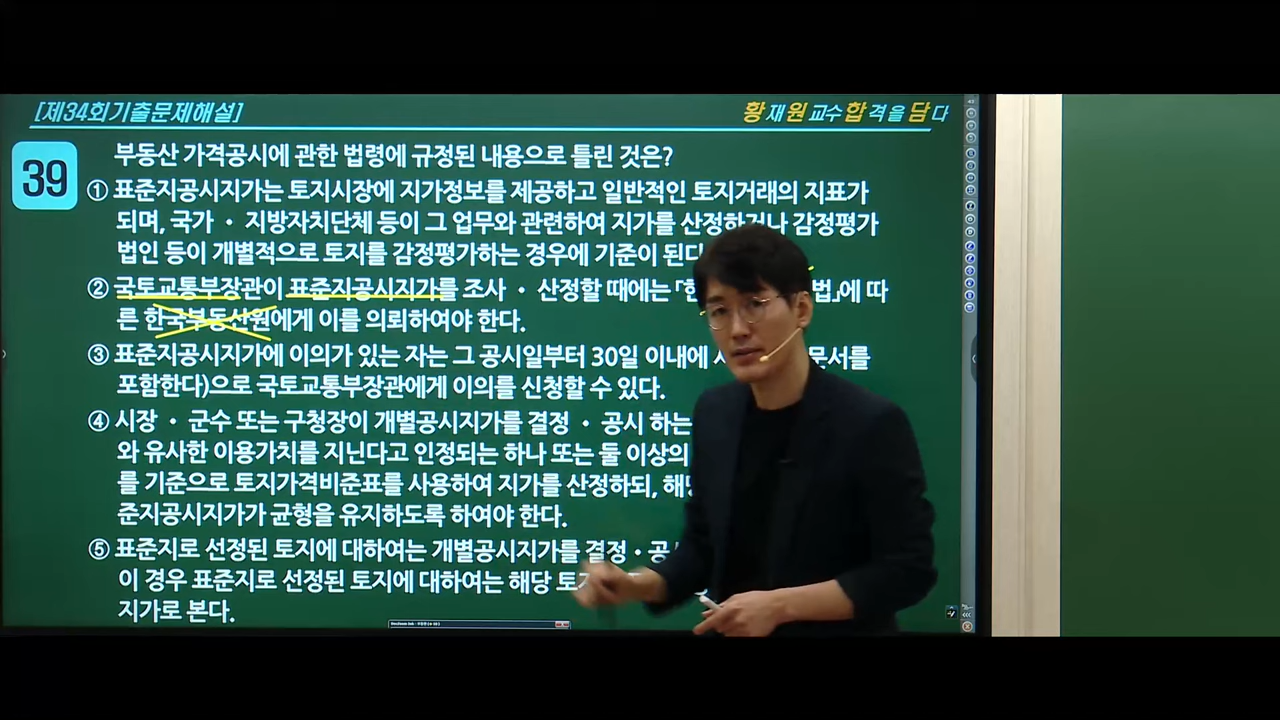 [제34회기출문제해설]
황재원 교수 합격을 담다
39
부동산 가격공시에 관한 법령에 규정된 내용으로 틀린 것은?
① 표준지공시지가는 토지시장에 지가정보를 제공하고 일반적인 토지거래의 지표가
되며, 국가 · 지방자치단체 등이 그 업무와 관련하여 지가를 산정하거나 감정평가
법인 등이 개별적으로 토지를 감정평가하는 경우에 기준이 된다
② 국토교통부장관이 표준지공시지가를 조사 · 산정할 때에는 「한 법」에 따
른 한국부동산원에게 이를 의뢰하여야 한다.
③ 표준지공시지가에 이의가 있는 자는 그 공시일부터 30일 이내에 문서를
포함한다)으로 국토교통부장관에게 이의를 신청할 수 있다.
④ 시장 · 군수 또는 구청장이 개별공시지가를 결정 · 공시 하는
와 유사한 이용가치를 지닌다고 인정되는 하나 또는 둘 이상의
를 기준으로 토지가격비준표를 사용하여 지가를 산정하되,
준지공시지가가 균형을 유지하도록 하여야 한다.
⑤ 표준지로 선정된 토지에 대하여는 개별공시지가를 결정 · 공
이 경우 표준지로 선정된 토지에 대하여는 해당
지가로 본다.